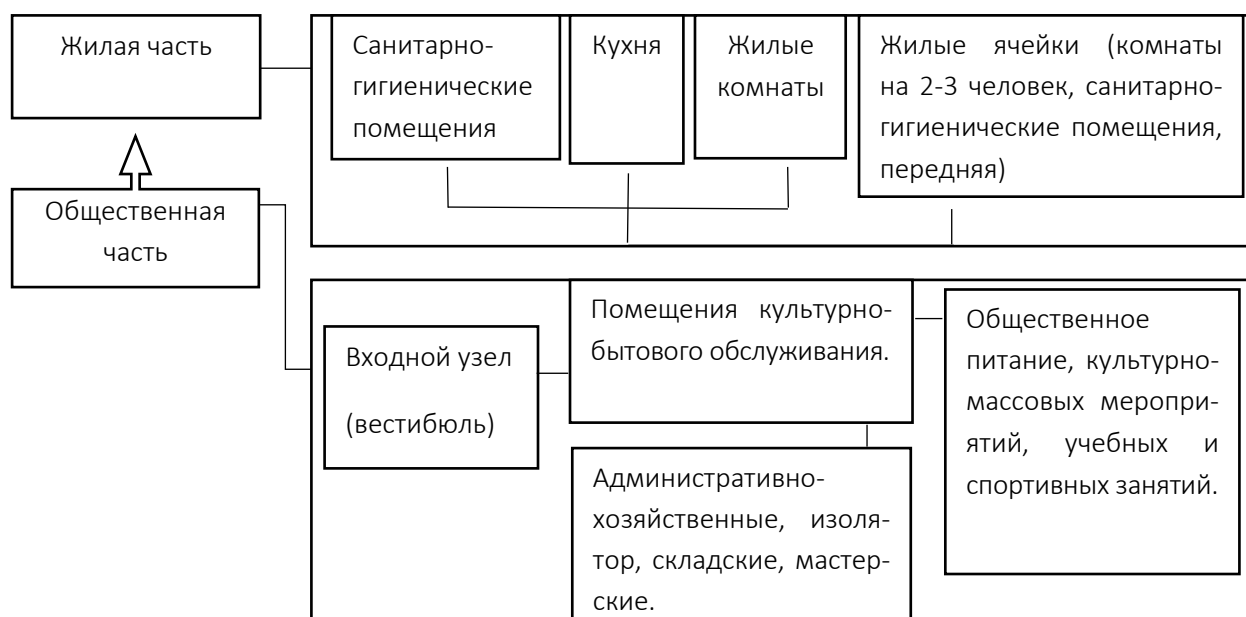 Жилая часть
Санитарно-
гигиенические
помещения
Кухня
Жилые
комнаты
Жилые ячейки (комнаты
на 2-3 человек, санитарно-
гигиенические помещения,
передняя)
Общественная
часть
Входной узел
(вестибюль)
Помещения культурно-
бытового обслуживания.
Общественное
питание, культурно-
массовых меропри-
ятий, учебных и
спортивных занятий.
Административно-
хозяйственные, изоля-
тор, складские, мастер-
ские.